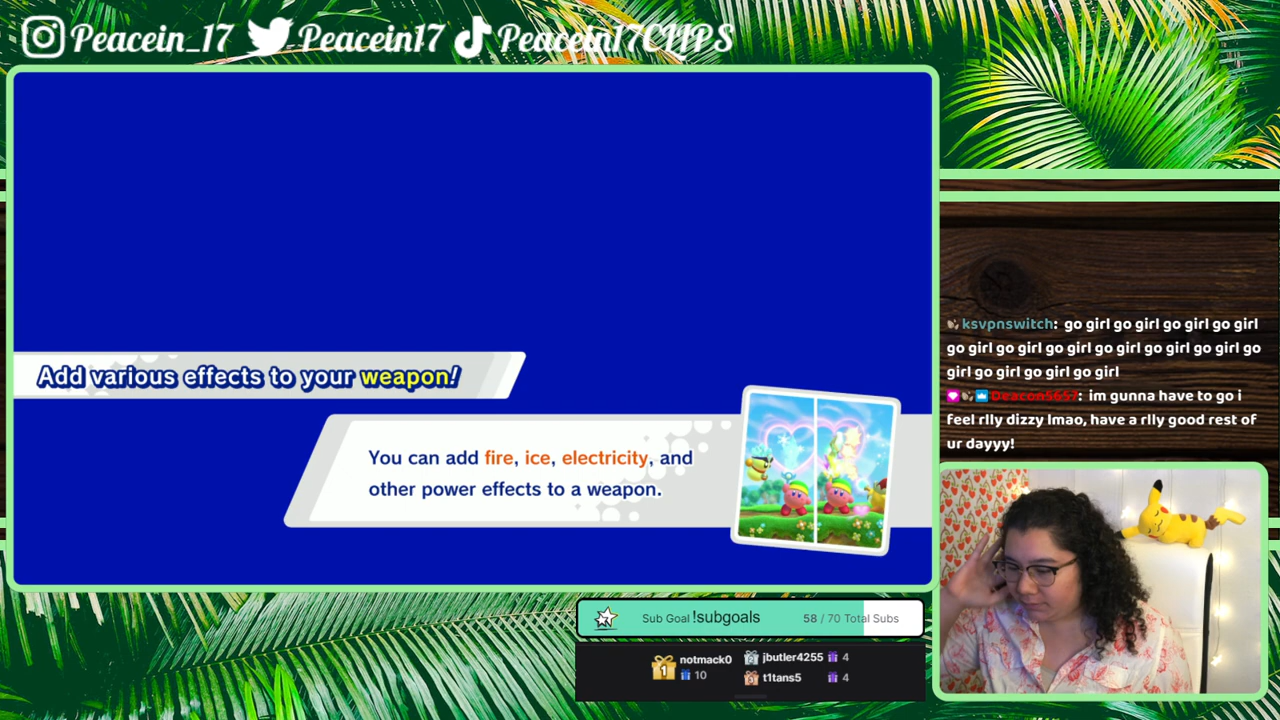 Peacein_17 Peacein17 Peacein17ClIPS
Add various effects to your weapon!
You can add fire, ice, electricity, and
other power effects to a weapon.
ksvpnswitch: go girl go girl go girl go girl
go girl go girl go girl go girl go girl go
girl go girl go girl go girl
Deacon5657: im gunna have to go i
feel rlly dizzy lmao, have a rlly good rest of
ur dayyy!
Sub Goal !subgoals 58 / 70 Total Subs
1 notmack0 10
2 jbutler4255 4
3 t1tans5 4